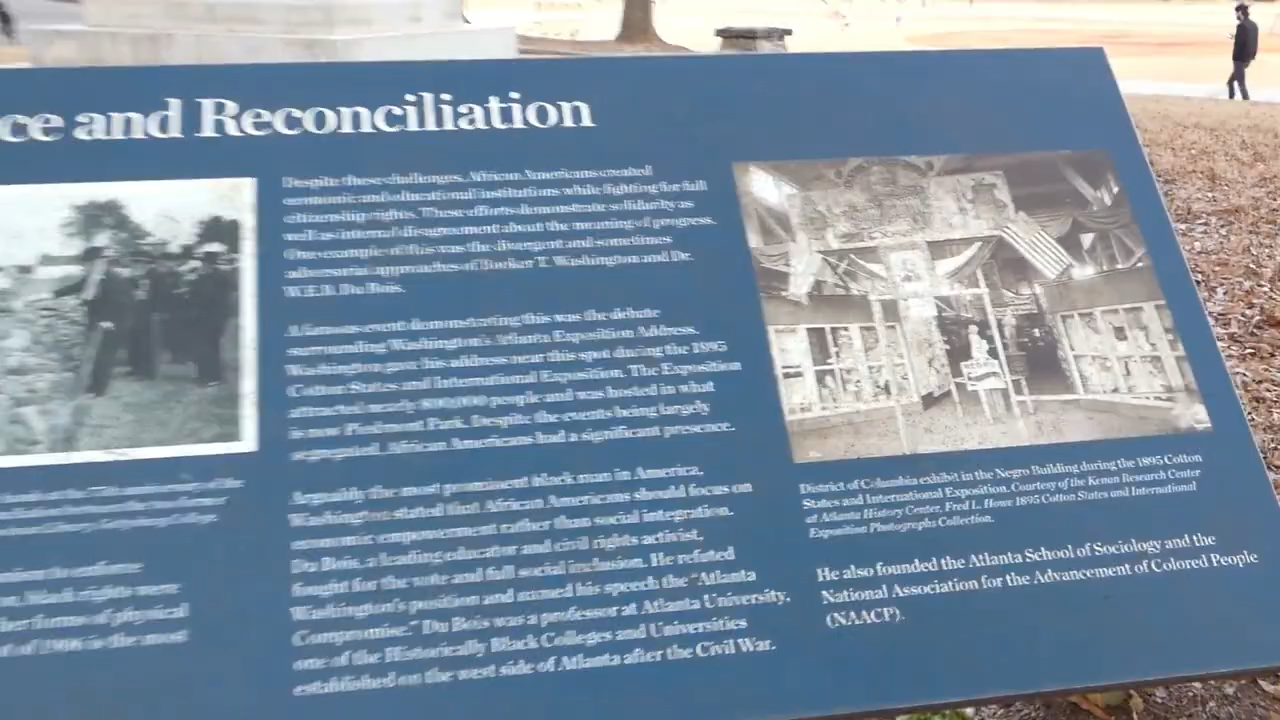 ce and Reconciliation
Despite these challenges, African Americans created
economic and educational institutions while fighting for full
citizenship rights. These efforts demonstrate solidarity as
well as internal disagreement about the meaning of progress.
One example of this was the divergent and sometimes
adversarial approaches of Booker T. Washington and Dr.
W.E.B. Du Bois.
A famous event demonstrating this was the debate
surrounding Washington's Atlanta Exposition Address.
Washington gave his address near this spot during the 1895
Cotton States and International Exposition. The Exposition
attracted nearly 800,000 people and was hosted in what
is now Piedmont Park. Despite the events being largely
segregated, African Americans had a significant presence.
Arguably the most prominent black man in America,
Washington stated that African Americans should focus on
economic empowerment rather than social integration.
Du Bois, a leading educator and civil rights activist,
fought for the vote and full social inclusion. He refuted
Washington's position and named his speech the "Atlanta
Compromise." Du Bois was a professor at Atlanta University,
one of the Historically Black Colleges and Universities
established on the west side of Atlanta after the Civil War.
District of Columbia exhibit in the Negro Building during the 1895 Cotton
States and International Exposition. Courtesy of the Kenan Research Center
at Atlanta History Center, Fred L. Howe 1895 Cotton States and International
Exposition Photographs Collection.
He also founded the Atlanta School of Sociology and the
National Association for the Advancement of Colored People
(NAACP).